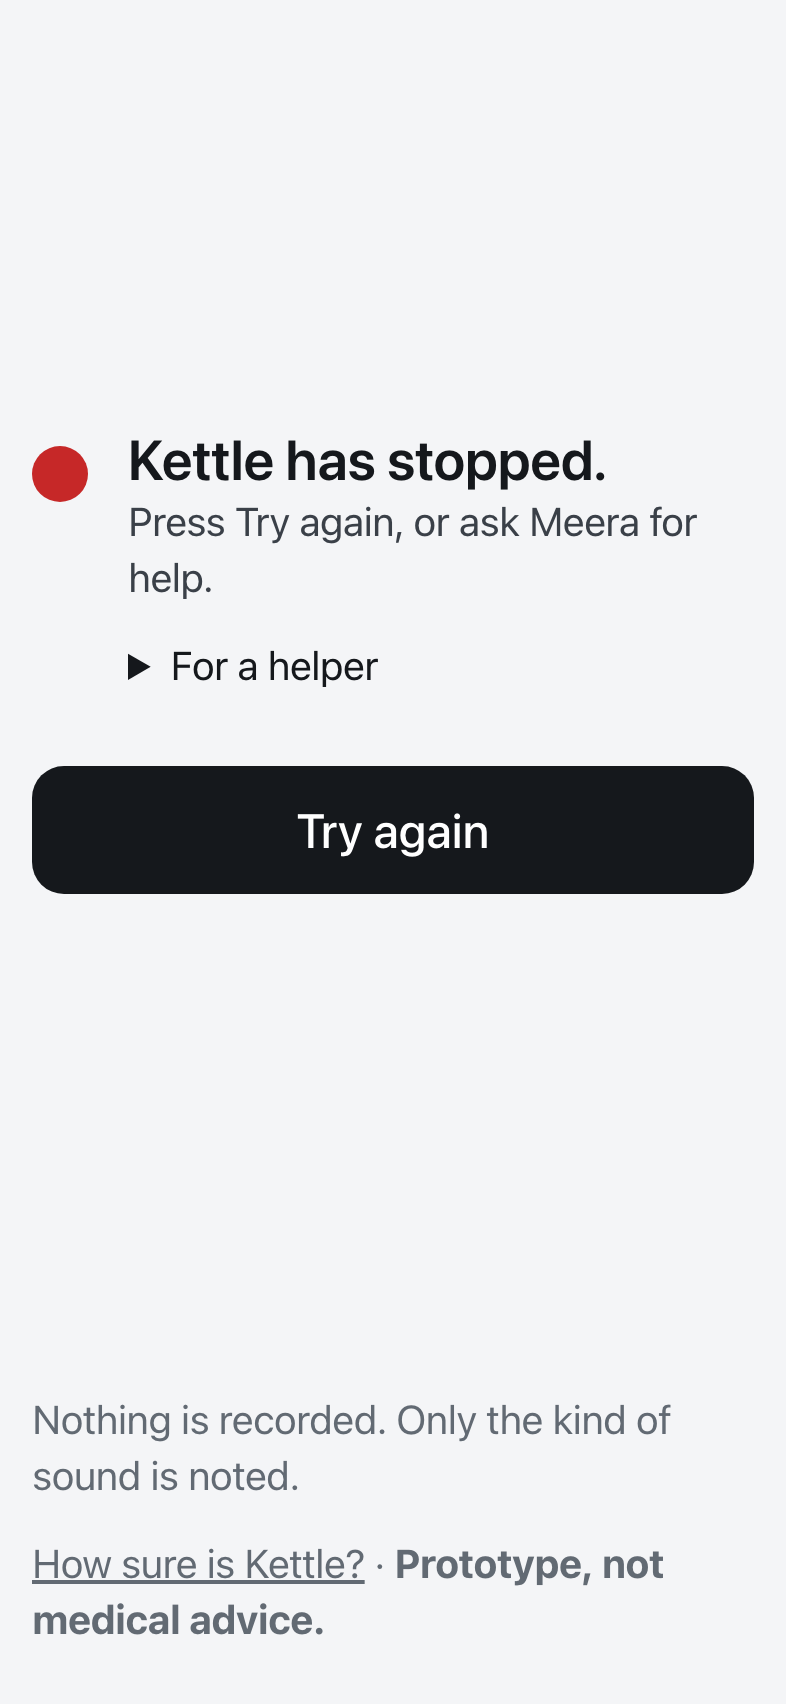 Kettle has stopped.
Press Try again, or ask Meera for
help.
For a helper
Try again
Nothing is recorded. Only the kind of
sound is noted.
How sure is Kettle? · Prototype, not
medical advice.